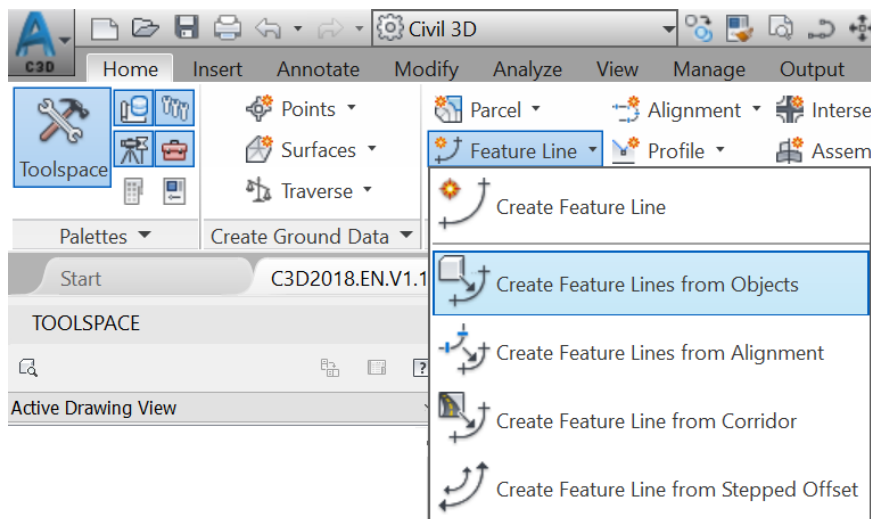 Civil 3D
C3D
Home Insert Annotate Modify Analyze View Manage Output
Toolspace
Points
Surfaces
Traverse
Parcel
Alignment
Interse
Feature Line
Profile
Assem
Palettes
Create Ground Data
Create Feature Line
Create Feature Lines from Objects
Create Feature Lines from Alignment
Create Feature Line from Corridor
Create Feature Line from Stepped Offset
Start
C3D2018.EN.V1.1
TOOLSPACE
?
Active Drawing View